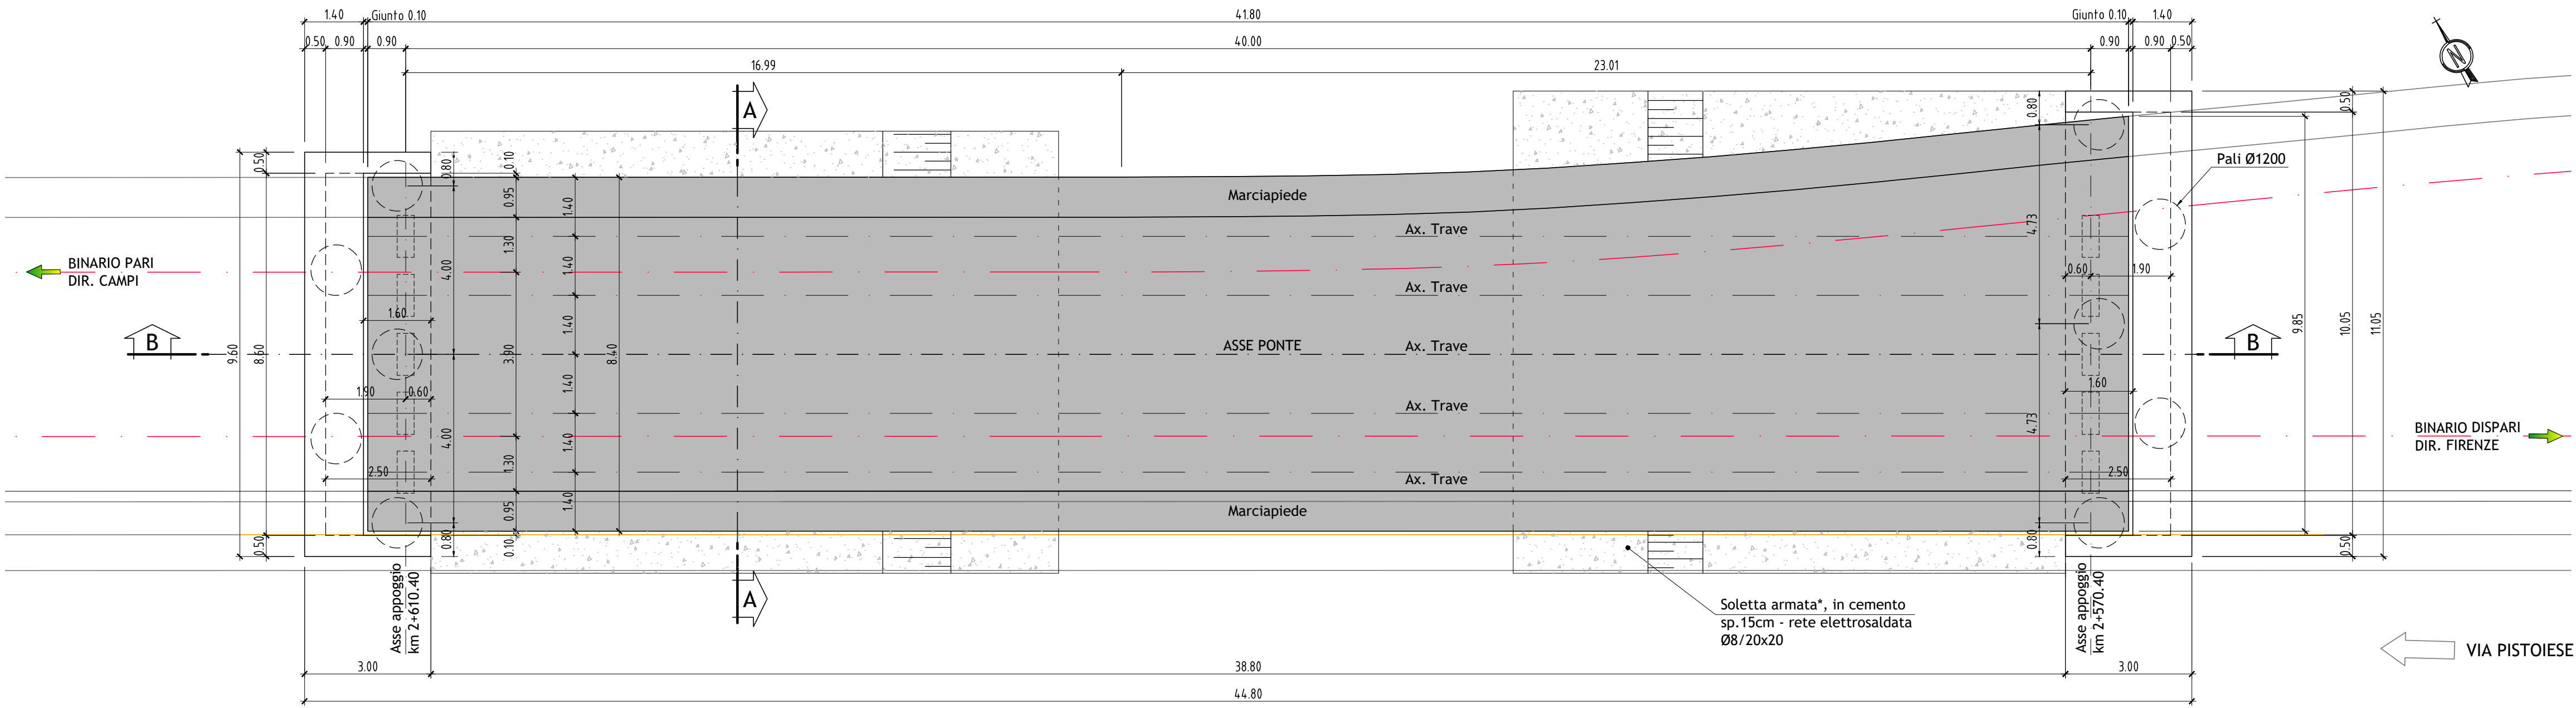 1.40 Giunto 0.10 41.80 Giunto 0.10 1.40
0.50 0.90 0.90 40.00 0.90 0.90 0.50
16.99 23.01
N
A
0.80
0.50
0.50
0.80
0.10
Pali Ø1200
0.95
Marciapiede
1.40
4.73
Ax. Trave
1.30
BINARIO PARI
DIR. CAMPI
4.00
1.40
0.60 1.90
Ax. Trave
1.60
1.40
B
9.60
8.60
3.90
8.40
ASSE PONTE
Ax. Trave
9.85
10.05
11.05
B
1.90 0.60
1.40
1.60
Ax. Trave
4.00
1.40
4.73
BINARIO DISPARI
DIR. FIRENZE
2.50
1.30
Ax. Trave
2.50
0.95
1.40
Marciapiede
0.50
0.80
0.10
0.80
0.50
Asse appoggio
km 2+610.40
A
Soletta armata*, in cemento
sp.15cm - rete elettrosaldata
Ø8/20x20
Asse appoggio
km 2+570.40
VIA PISTOIESE
3.00 38.80 3.00
44.80